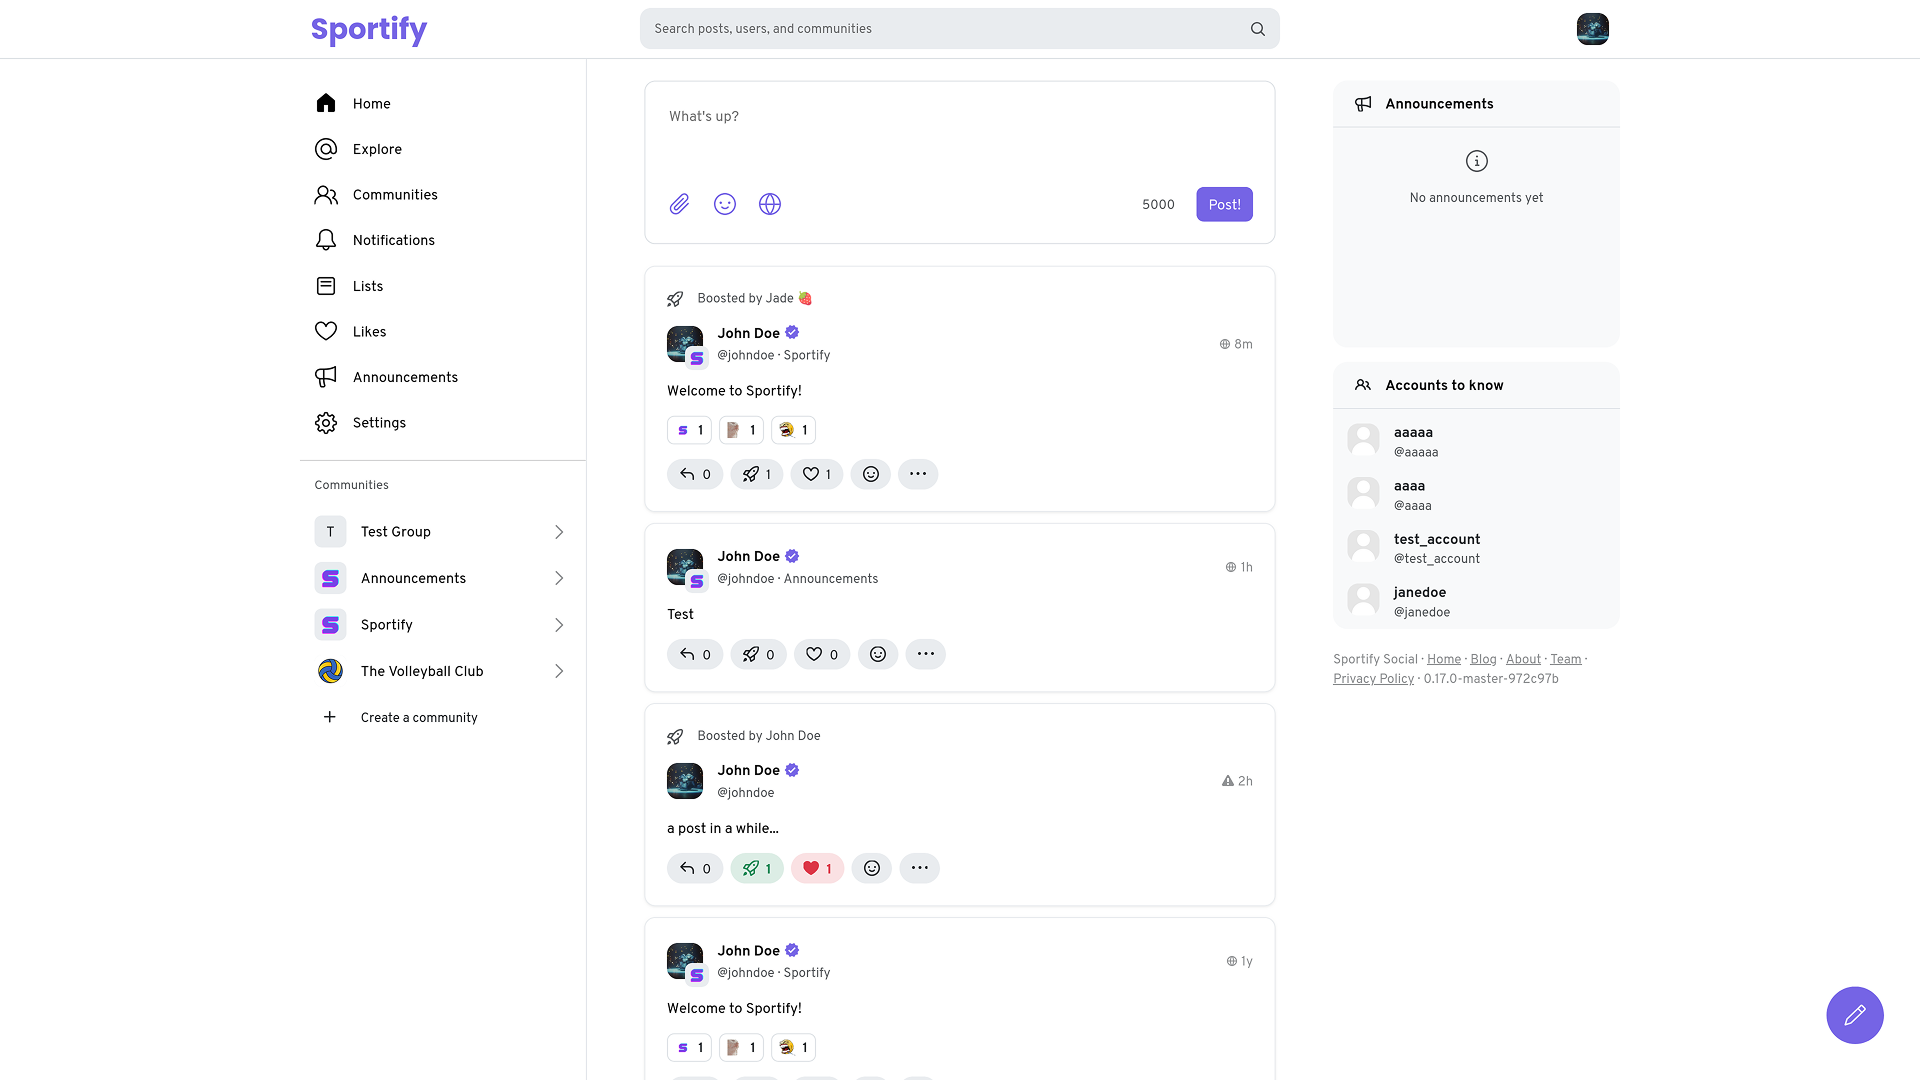 Sportify
Search posts, users, and communities
Home
Explore
Communities
Notifications
Lists
Likes
Announcements
Settings
Communities
T Test Group
Announcements
Sportify
The Volleyball Club
Create a community
What's up?
5000 Post!
Boosted by Jade 🍓
John Doe
@johndoe · Sportify
8m
Welcome to Sportify!
1 1 1
0 1 1
John Doe
@johndoe · Announcements
1h
Test
0 0 0
Boosted by John Doe
John Doe
@johndoe
2h
a post in a while...
0 1 1
John Doe
@johndoe · Sportify
1y
Welcome to Sportify!
1 1 1
Announcements
No announcements yet
Accounts to know
aaaaa
@aaaaa
aaaa
@aaaa
test_account
@test_account
janedoe
@janedoe
Sportify Social · Home · Blog · About · Team ·
Privacy Policy · 0.17.0-master-972c97b